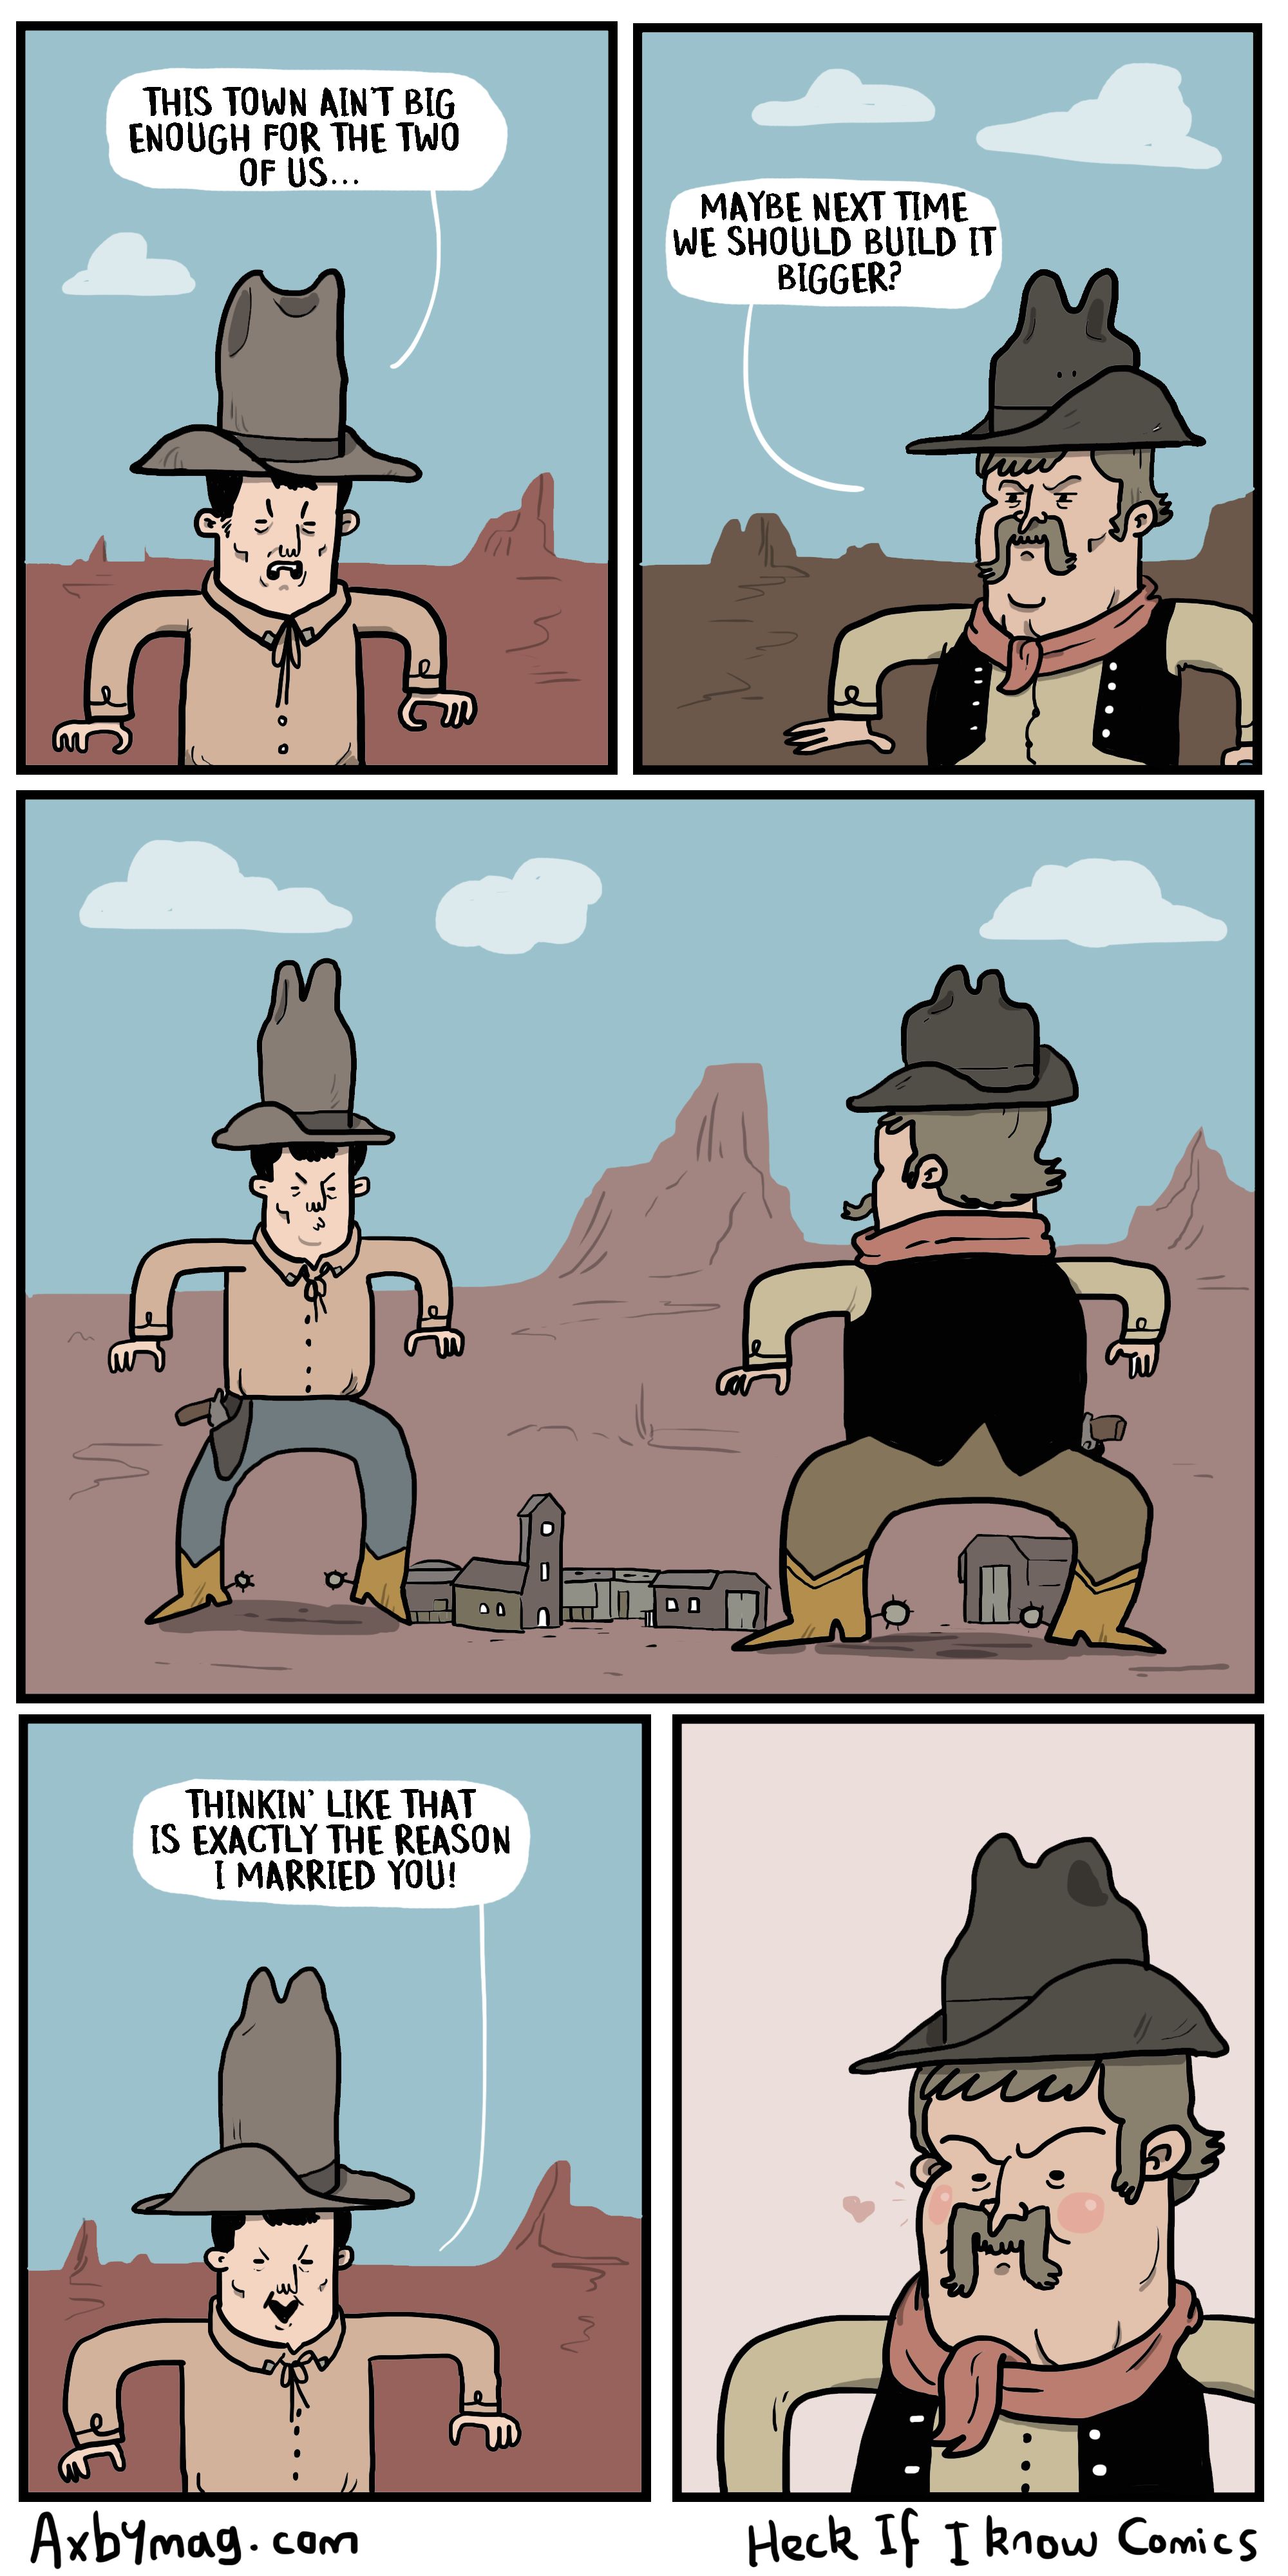 THIS TOWN AIN'T BIG
ENOUGH FOR THE TWO
OF US...
MAYBE NEXT TIME
WE SHOULD BUILD IT
BIGGER?
THINKIN' LIKE THAT
IS EXACTLY THE REASON
I MARRIED YOU!
Axbymag.com
Heck If I know Comics